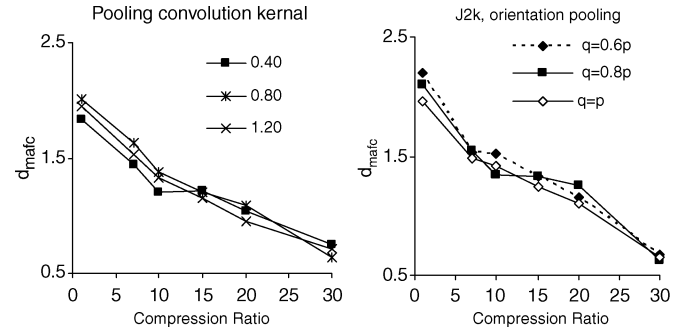 Pooling convolution kernal
2.5
1.5
0.5
d_mafc
0.40
0.80
1.20
0 5 10 15 20 25 30
Compression Ratio
J2k, orientation pooling
2.5
1.5
0.5
d_mafc
q=0.6p
q=0.8p
q=p
0 5 10 15 20 25 30
Compression Ratio